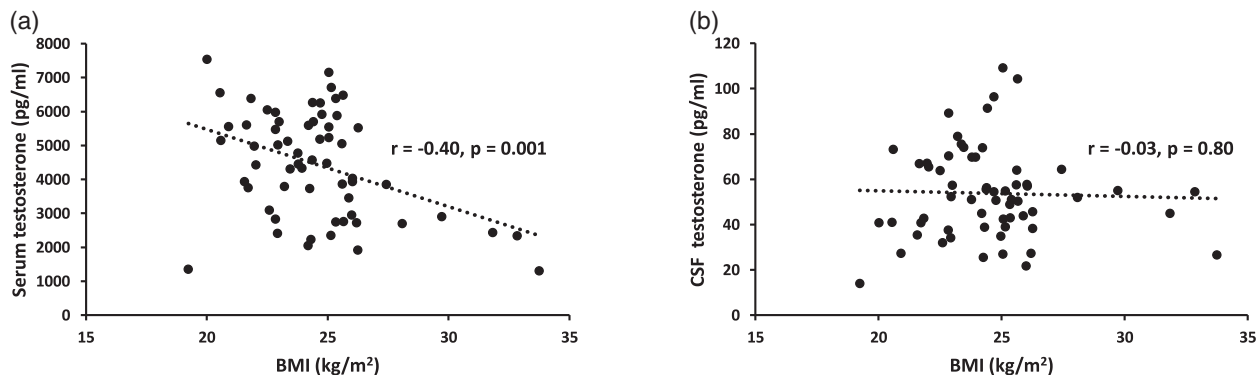 (a)
8000
7000
6000
5000
4000
3000
2000
1000
0
Serum testosterone (pg/ml)
r = -0.40, p = 0.001
15 20 25 30 35
BMI (kg/m²)
(b)
120
100
80
60
40
20
0
CSF testosterone (pg/ml)
r = -0.03, p = 0.80
15 20 25 30 35
BMI (kg/m²)